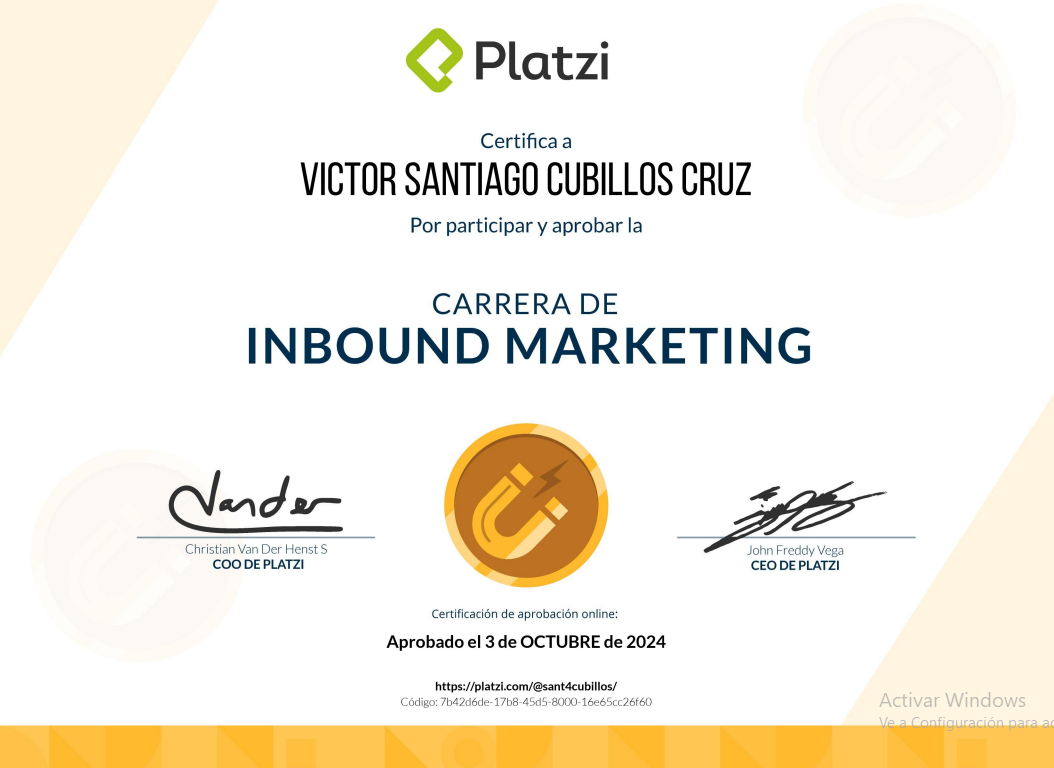 Platzi
Certifica a
VICTOR SANTIAGO CUBILLOS CRUZ
Por participar y aprobar la
CARRERA DE
INBOUND MARKETING
Vander
Christian Van Der Henst S
COO DE PLATZI
John Freddy Vega
CEO DE PLATZI
Certificación de aprobación online:
Aprobado el 3 de OCTUBRE de 2024
https://platzi.com/@sant4cubillos/
Código: 7b42d6de-17b8-45d5-8000-16e65cc26f60
Activar Windows
Ve a Configuración para